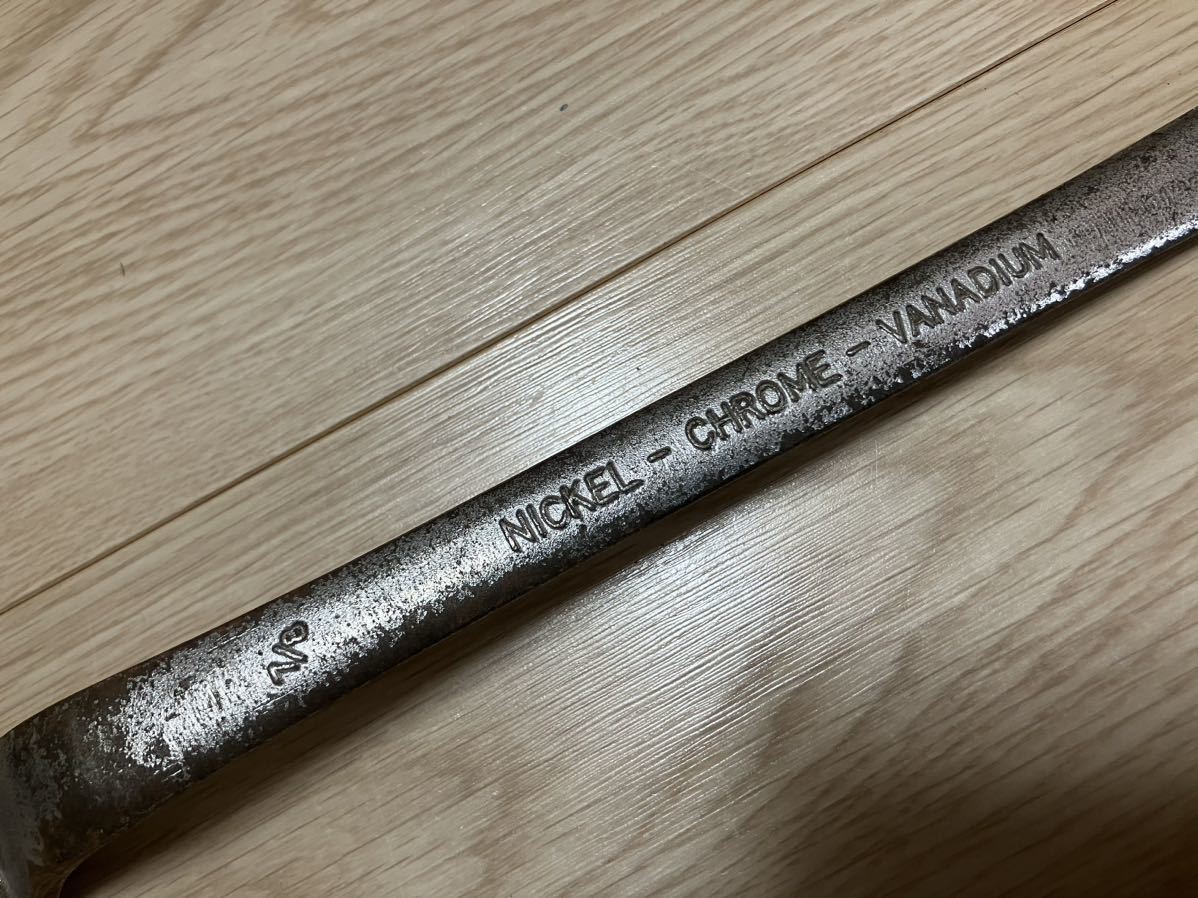 NICKEL - CHROME - VANADIUM
7/8